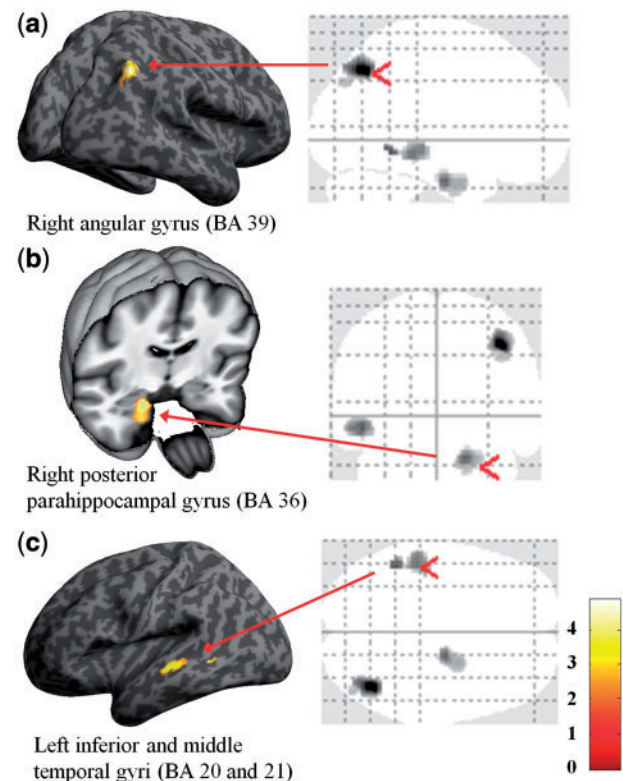 (a)
Right angular gyrus (BA 39)
(b)
Right posterior
parahippocampal gyrus (BA 36)
(c)
Left inferior and middle
temporal gyri (BA 20 and 21)
4
3
2
1
0